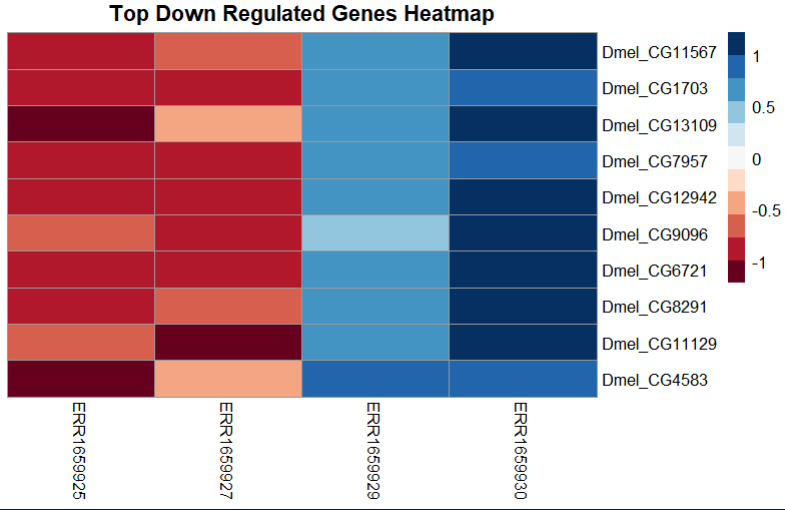 Top Down Regulated Genes Heatmap
Dmel_CG11567
Dmel_CG1703
Dmel_CG13109
Dmel_CG7957
Dmel_CG12942
Dmel_CG9096
Dmel_CG6721
Dmel_CG8291
Dmel_CG11129
Dmel_CG4583
1
0.5
0
-0.5
-1
ERR1659925
ERR1659927
ERR1659929
ERR1659930